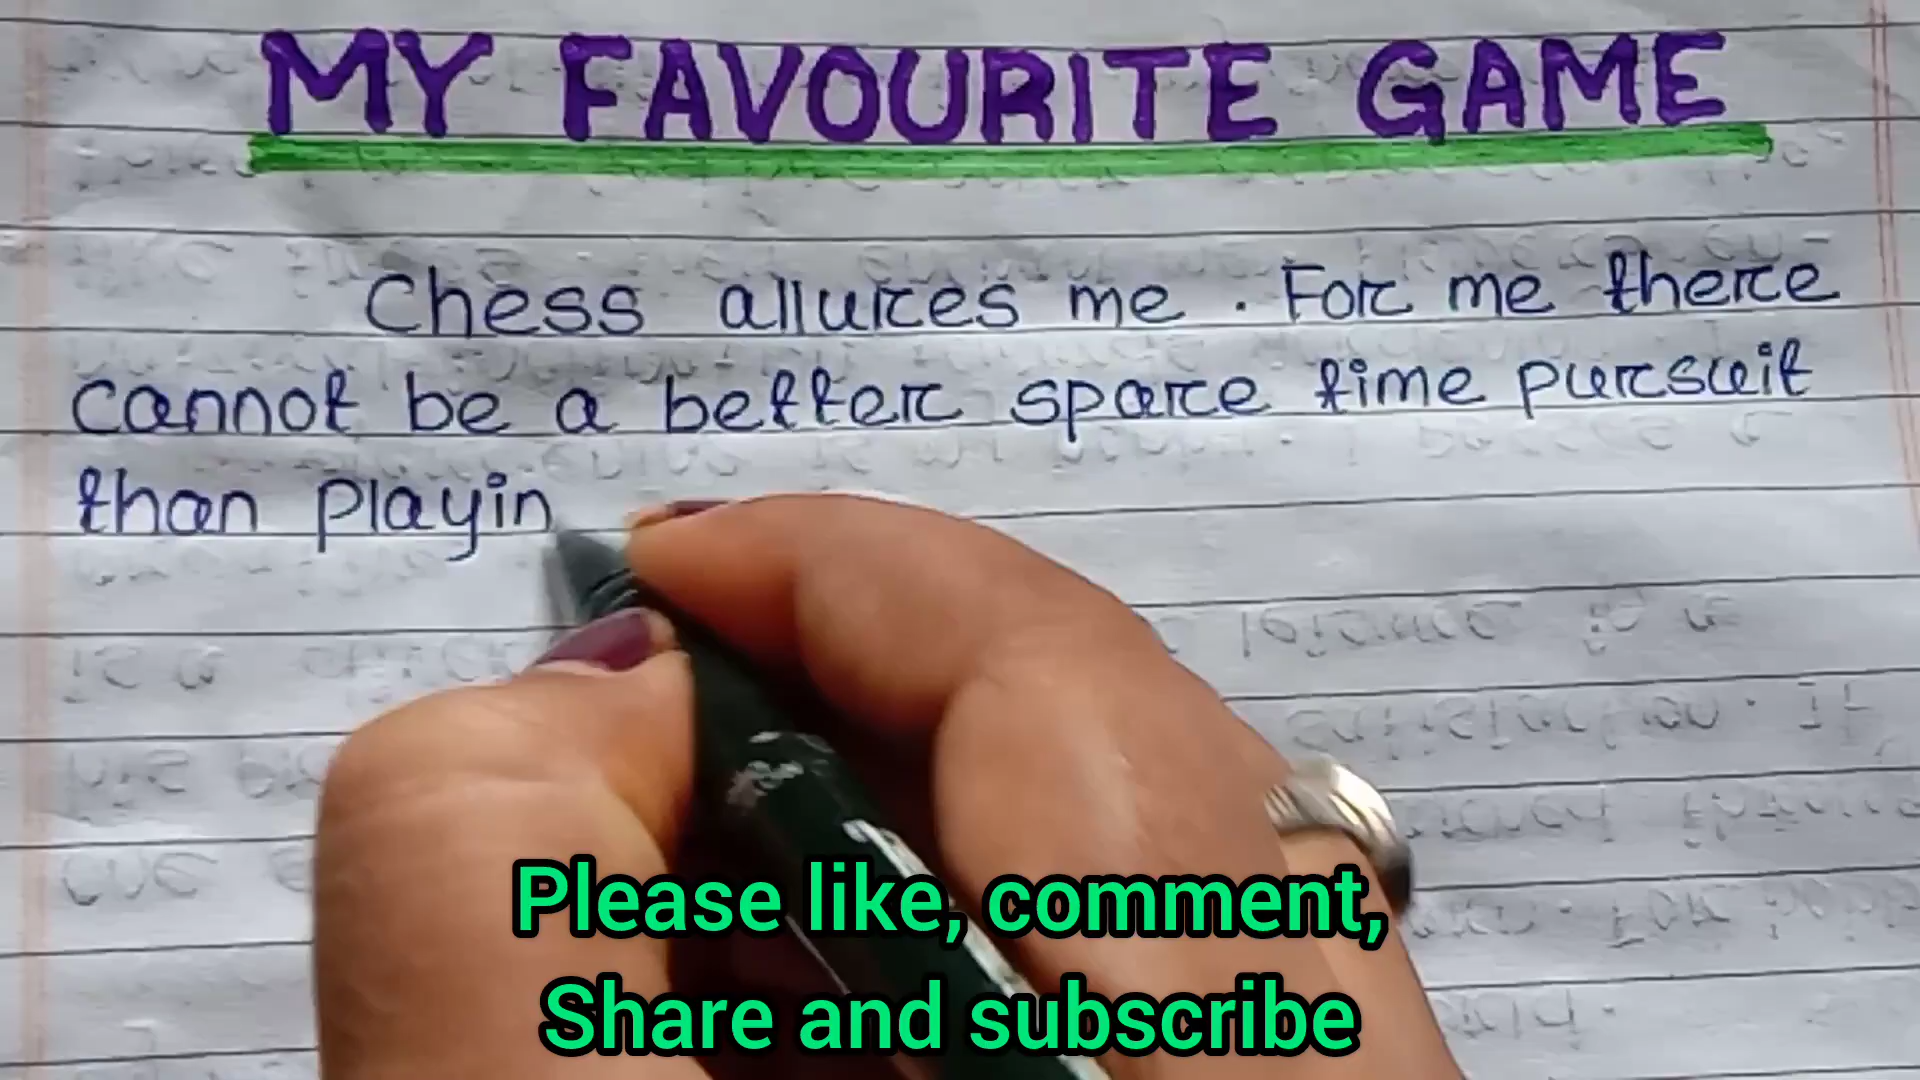 MY FAVOURITE GAME
Chess allures me. For me there
cannot be a better spare time pursuit
than playin
Please like, comment,
Share and subscribe